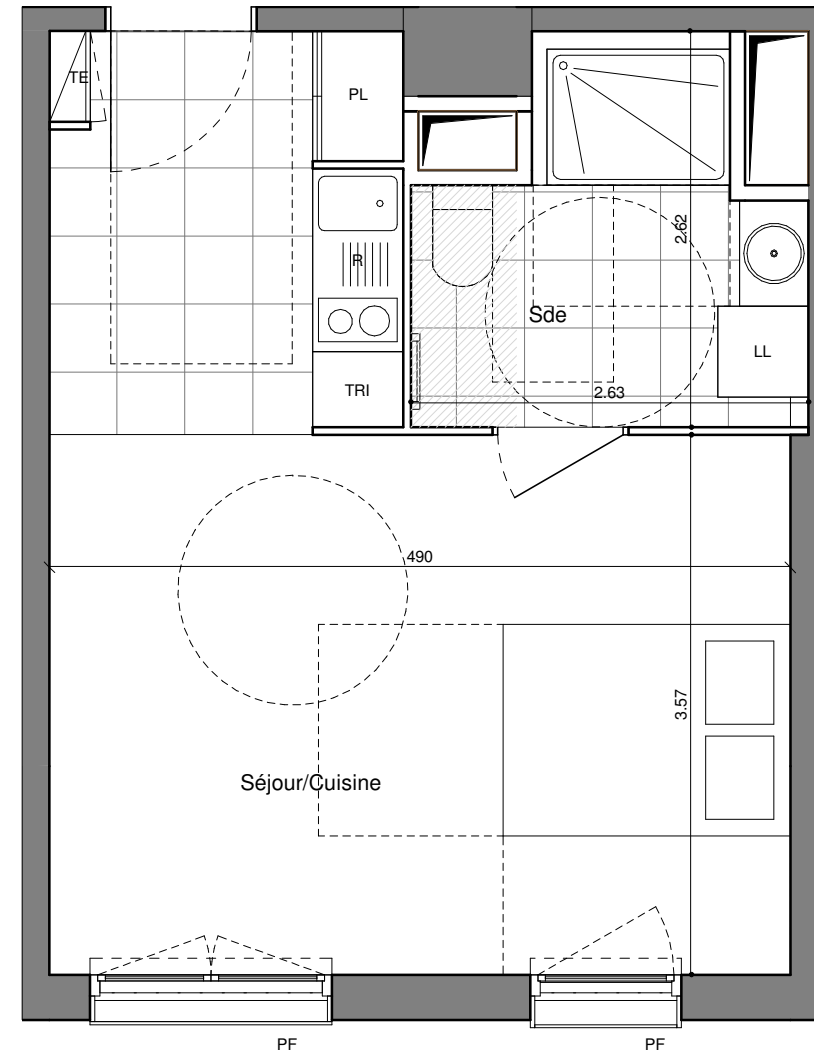 TE
PL
2.62
R
Sde
LL
TRI
2.63
490
3.57
Séjour/Cuisine
PF
PF